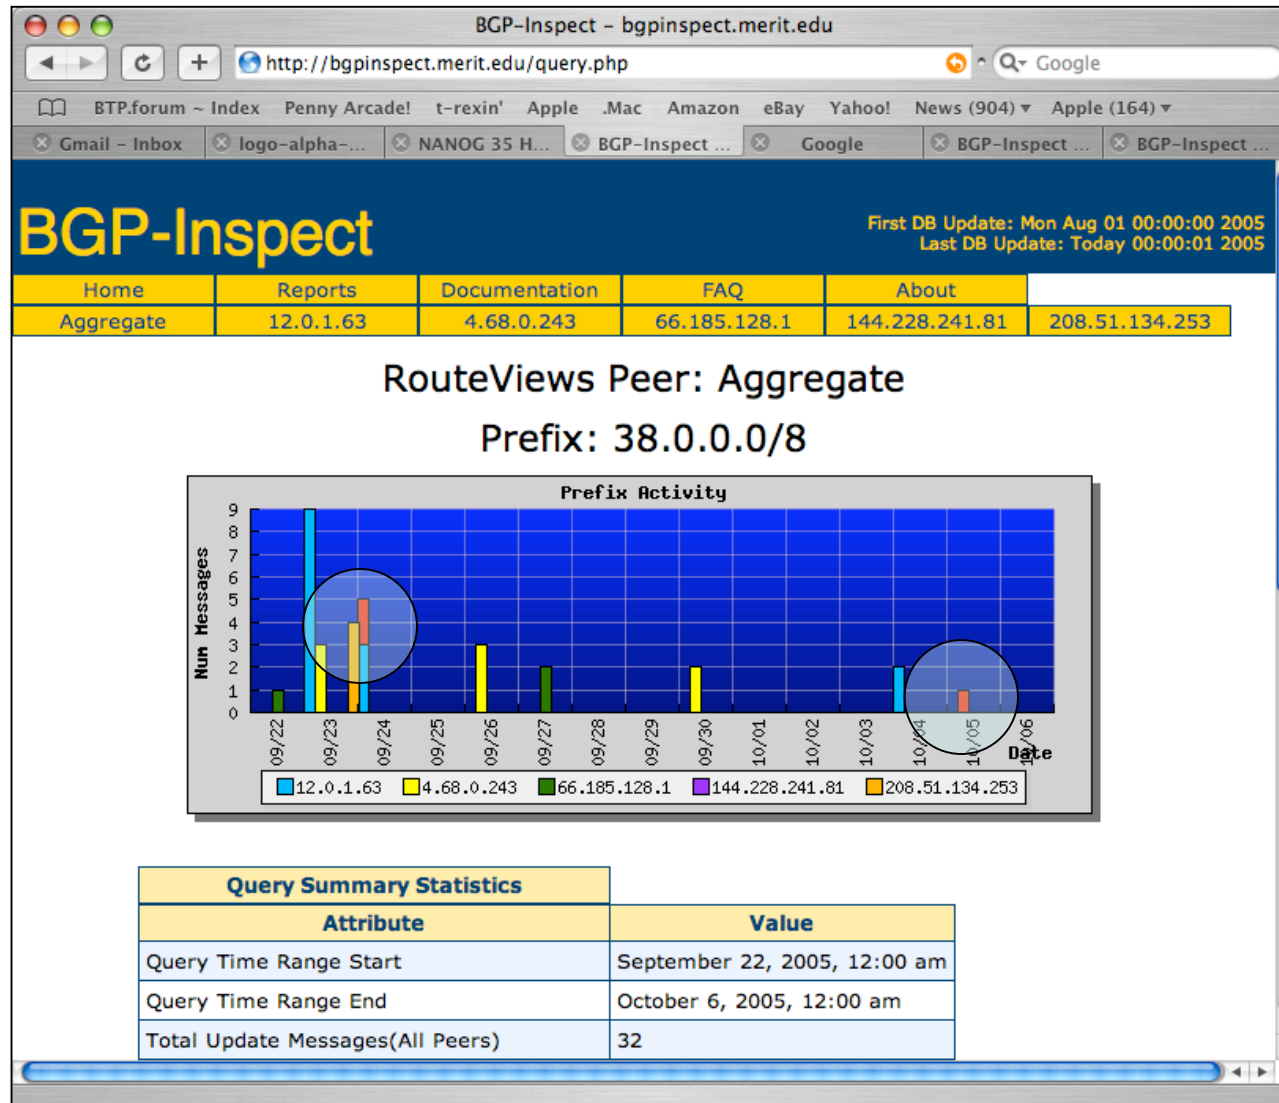 BGP-Inspect – bgpinspect.merit.edu
http://bgpinspect.merit.edu/query.php
Google
BTP.forum ~ Index Penny Arcade! t-rexin' Apple .Mac Amazon eBay Yahoo! News (904) Apple (164)
Gmail – Inbox logo-alpha-... NANOG 35 H... BGP-Inspect ... Google BGP-Inspect ... BGP-Inspect ...
BGP-Inspect
First DB Update: Mon Aug 01 00:00:00 2005
Last DB Update: Today 00:00:01 2005
Home Reports Documentation FAQ About
Aggregate 12.0.1.63 4.68.0.243 66.185.128.1 144.228.241.81 208.51.134.253
RouteViews Peer: Aggregate
Prefix: 38.0.0.0/8
Prefix Activity
Num Messages
9
8
7
6
5
4
3
2
1
0
09/22 09/23 09/24 09/25 09/26 09/27 09/28 09/29 09/30 10/01 10/02 10/03 10/04 10/05 10/06
Date
12.0.1.63 4.68.0.243 66.185.128.1 144.228.241.81 208.51.134.253
Query Summary Statistics
Attribute Value
Query Time Range Start September 22, 2005, 12:00 am
Query Time Range End October 6, 2005, 12:00 am
Total Update Messages(All Peers) 32